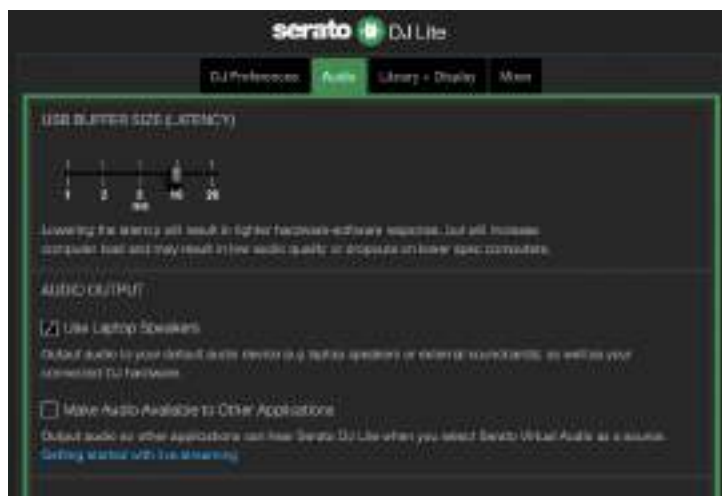 serato DJ Lite
DJ Preferences Audio Library + Display Mixer
USB BUFFER SIZE (LATENCY)
1 2 5 10 25
ms
Lowering the latency will result in tighter hardware-software response, but will increase
computer load and may result in low audio quality or dropouts on lower spec computers.
AUDIO OUTPUT
Use Laptop Speakers
Output audio to your default audio device (e.g laptop speakers or external soundcards), as well as your
connected DJ hardware.
Make Audio Available to Other Applications
Output audio so other applications can hear Serato DJ Lite when you select Serato Virtual Audio as a source.
Getting started with live streaming